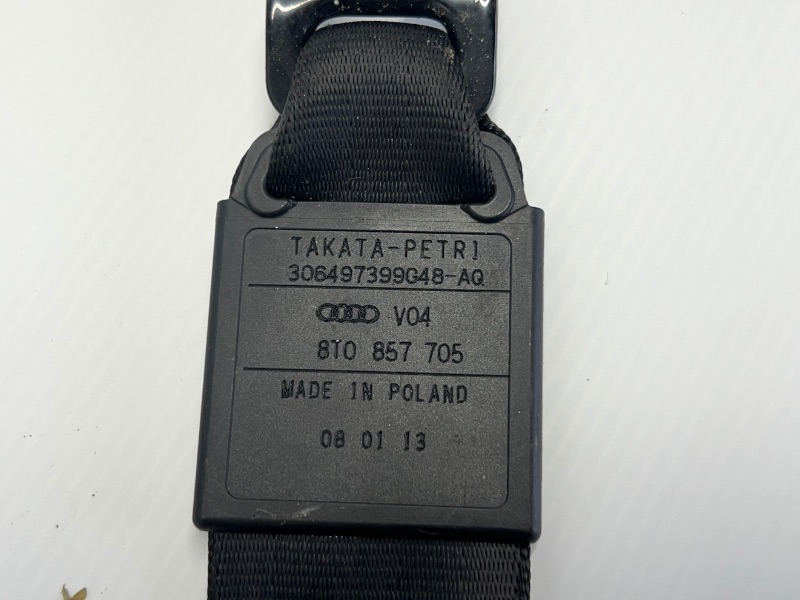 TAKATA-PETRI
306497399G48-AQ
V04
8T0 857 705
MADE IN POLAND
08 01 13